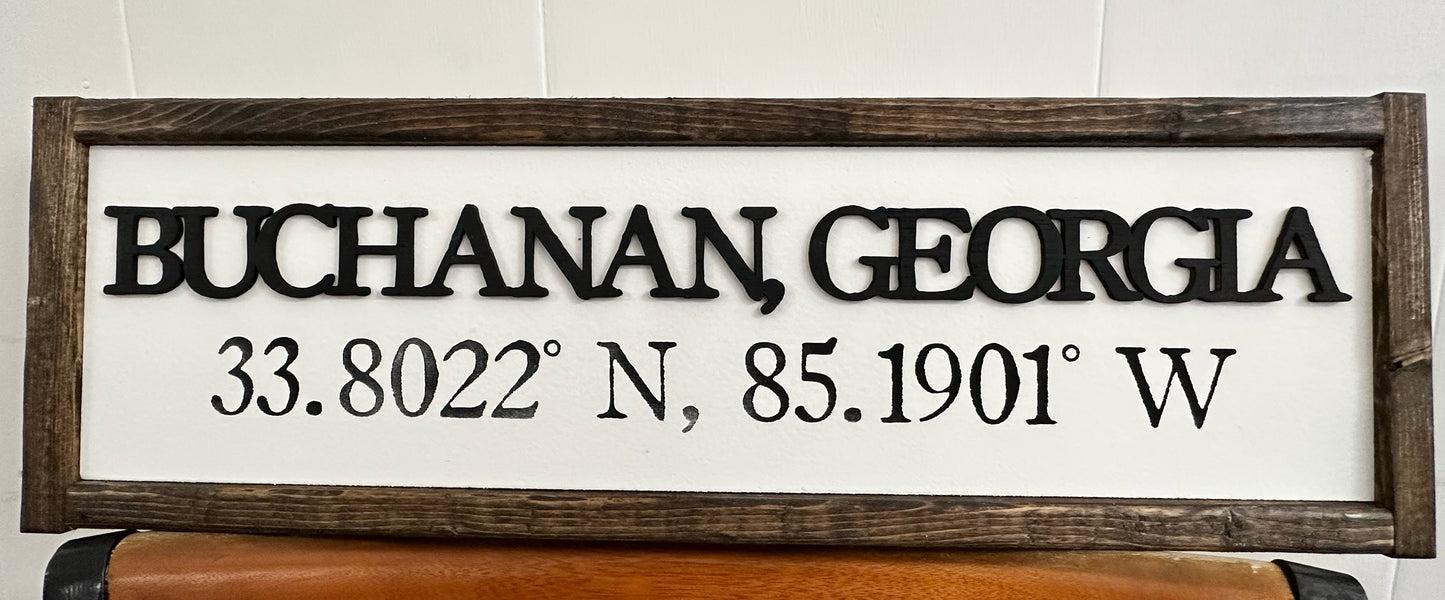 BUCHANAN, GEORGIA
33.8022° N, 85.1901° W